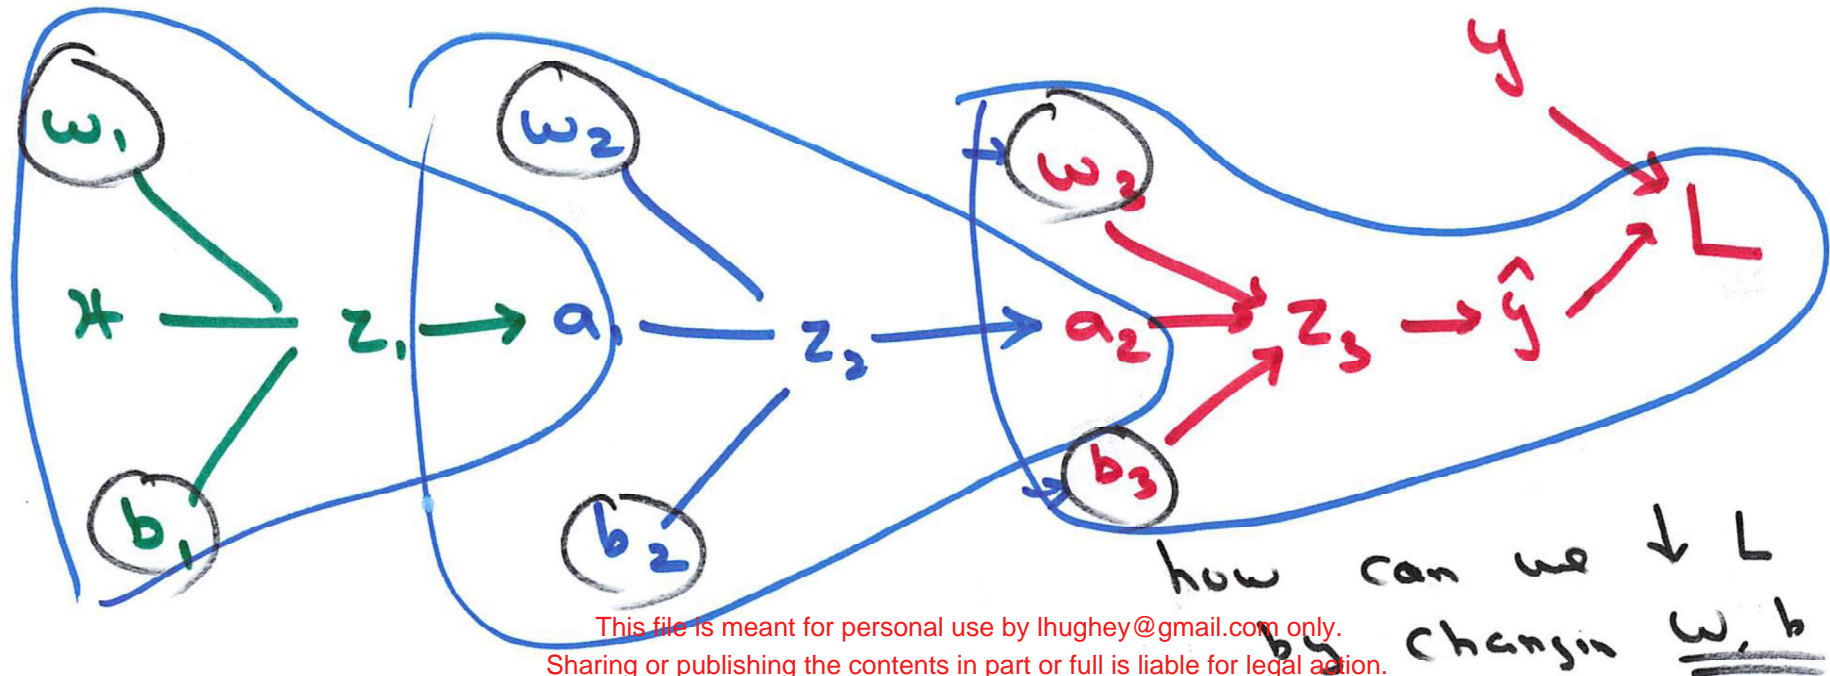 y
w₁ w₂ w₃
L
x z₁ a₁ z₂ a₂ z₃ ŷ
b₁ b₂ b₃
how can we ↓ L
by changin w, b
This file is meant for personal use by lhughey@gmail.com only.
Sharing or publishing the contents in part or full is liable for legal action.